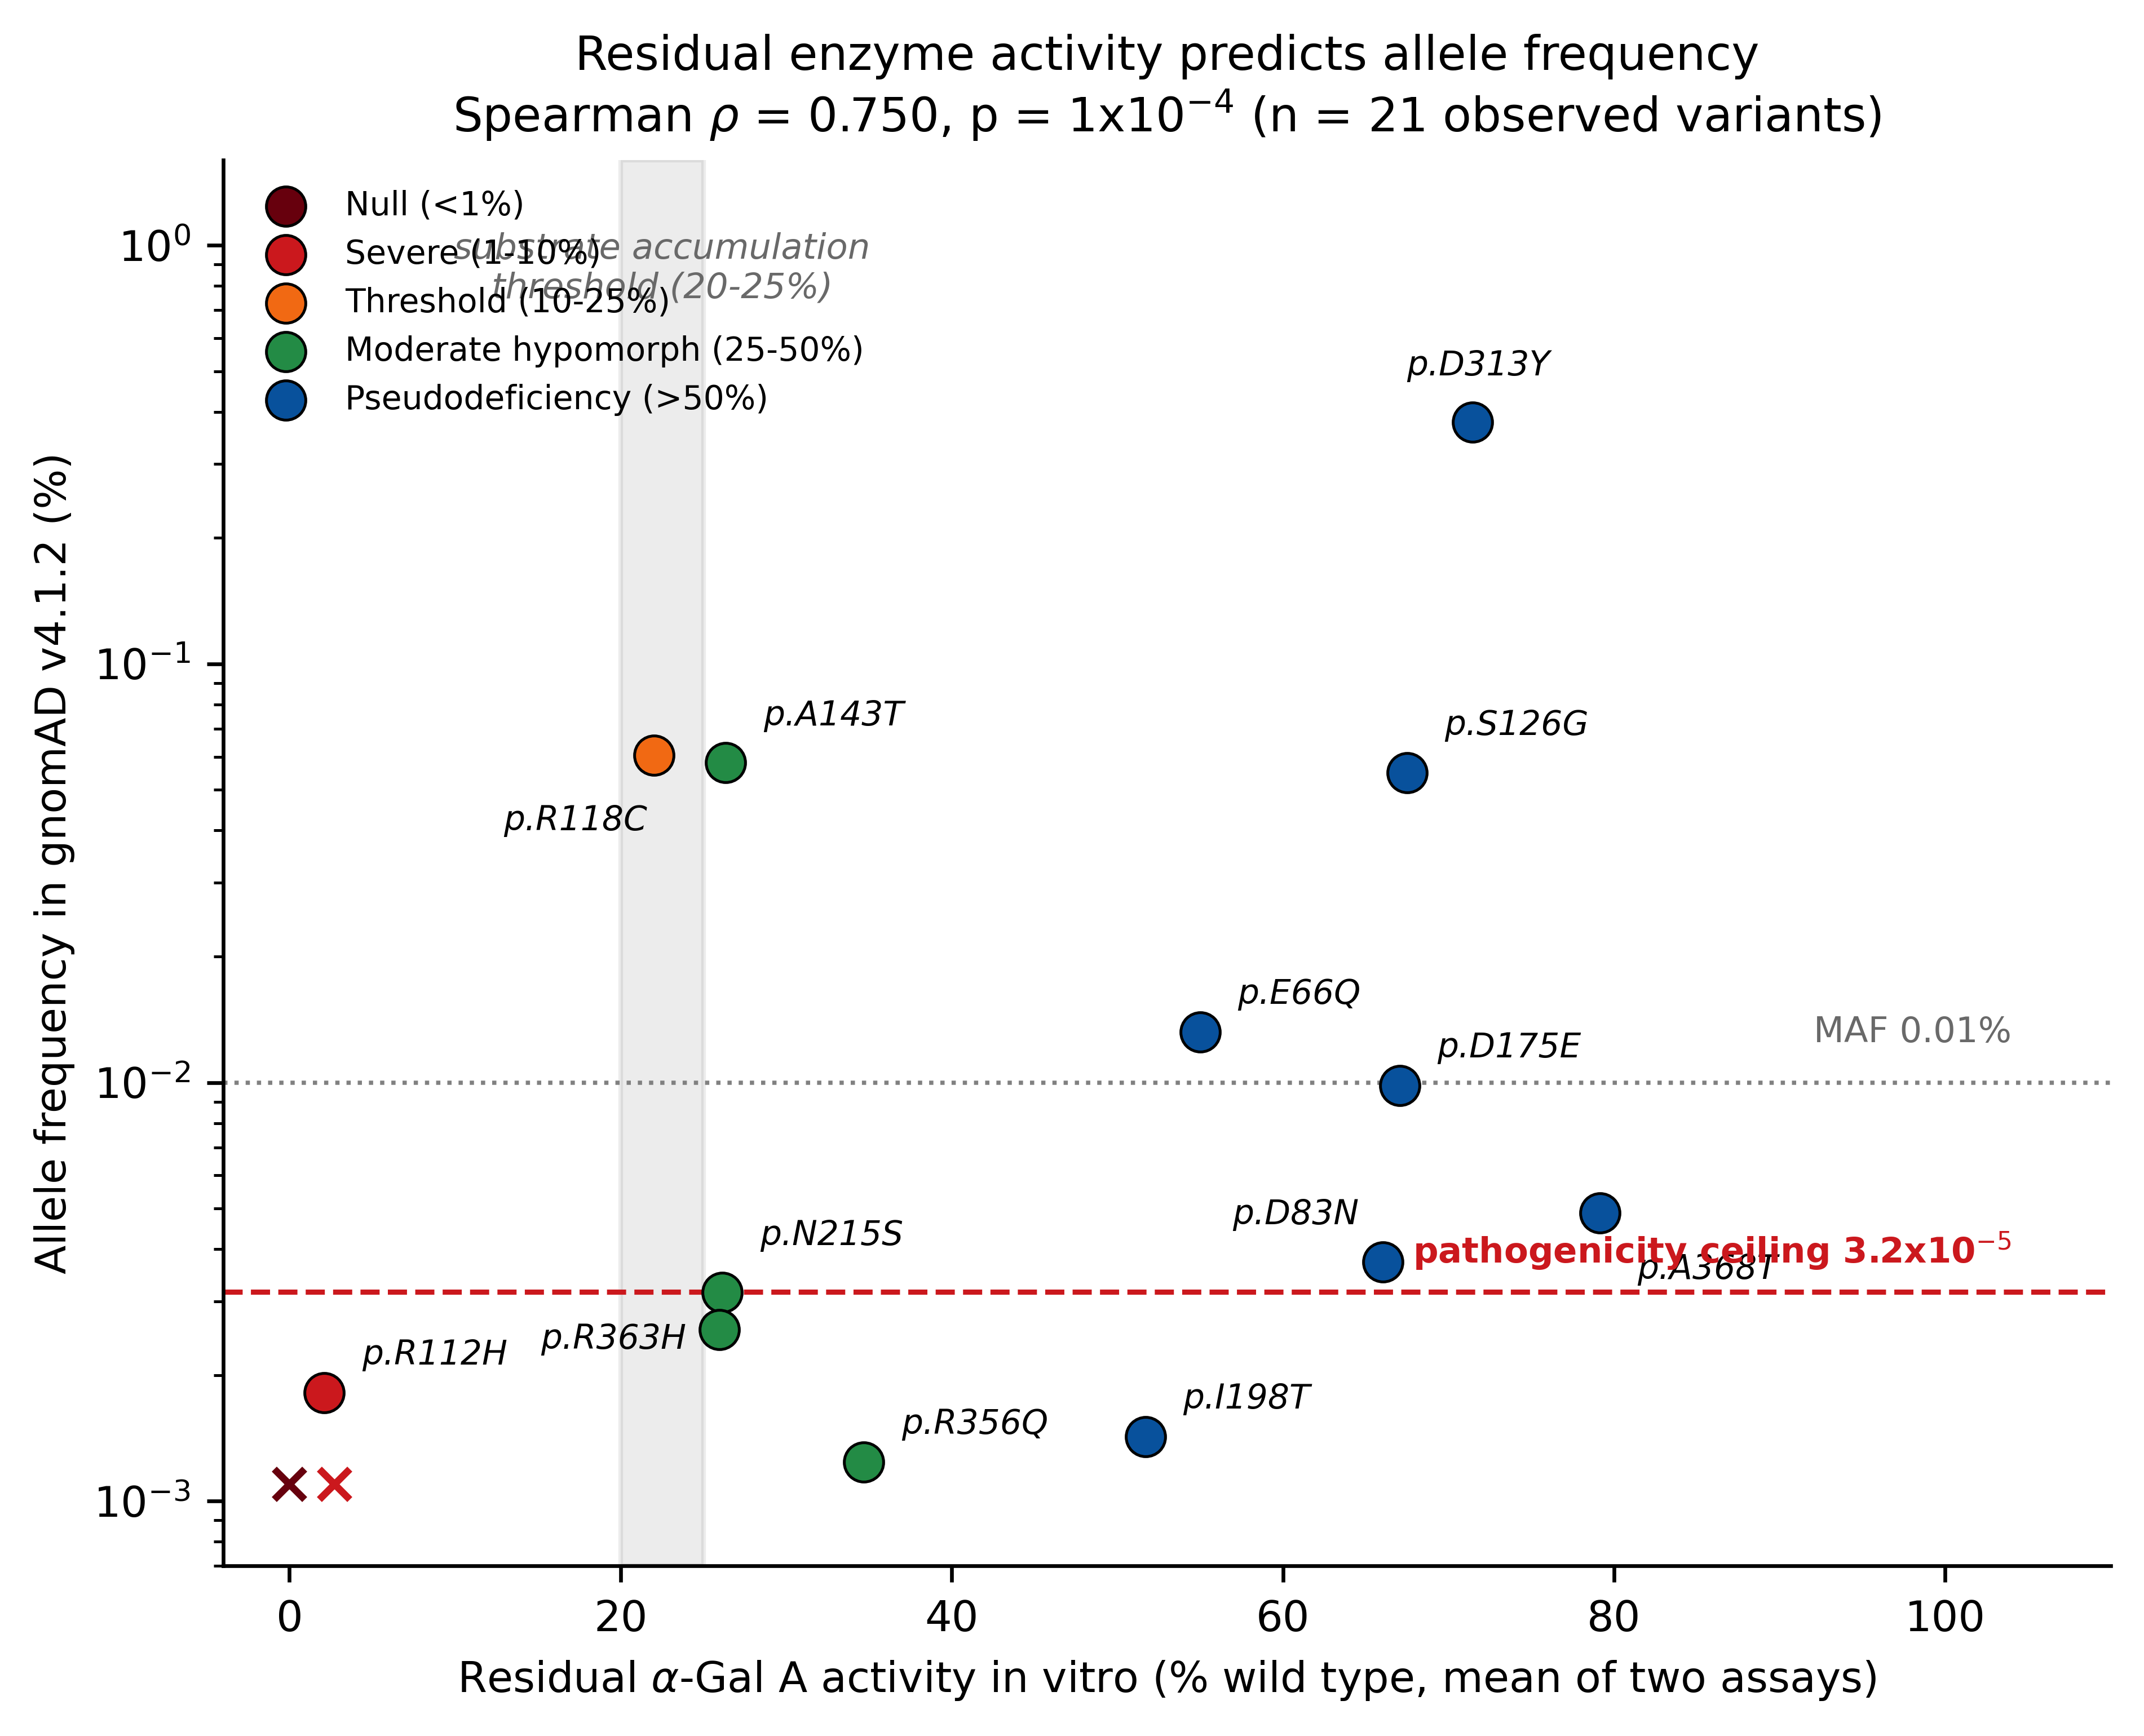 Residual enzyme activity predicts allele frequency
Spearman ρ = 0.750, p = 1x10⁻⁴ (n = 21 observed variants)
Null (<1%)
Severe (1-10%)
Threshold (10-25%)
Moderate hypomorph (25-50%)
Pseudodeficiency (>50%)
substrate accumulation
threshold (20-25%)
p.D313Y
p.A143T
p.S126G
p.R118C
p.E66Q
MAF 0.01%
p.D175E
p.D83N
p.N215S
pathogenicity ceiling 3.2x10⁻⁵
p.A368T
p.R363H
p.R112H
p.I198T
p.R356Q
Allele frequency in gnomAD v4.1.2 (%)
10⁰
10⁻¹
10⁻²
10⁻³
0 20 40 60 80 100
Residual α-Gal A activity in vitro (% wild type, mean of two assays)